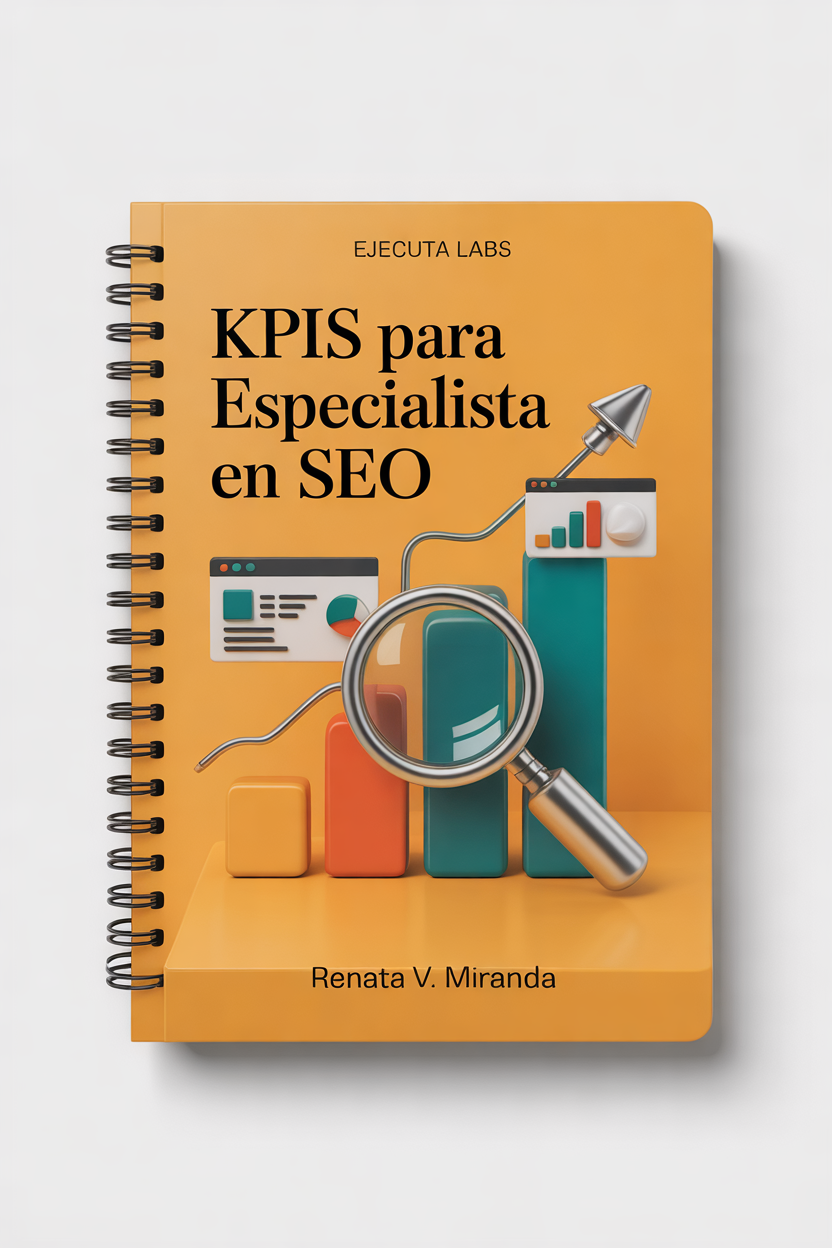 EJECUTA LABS
KPIS para
Especialista
en SEO
Renata V. Miranda